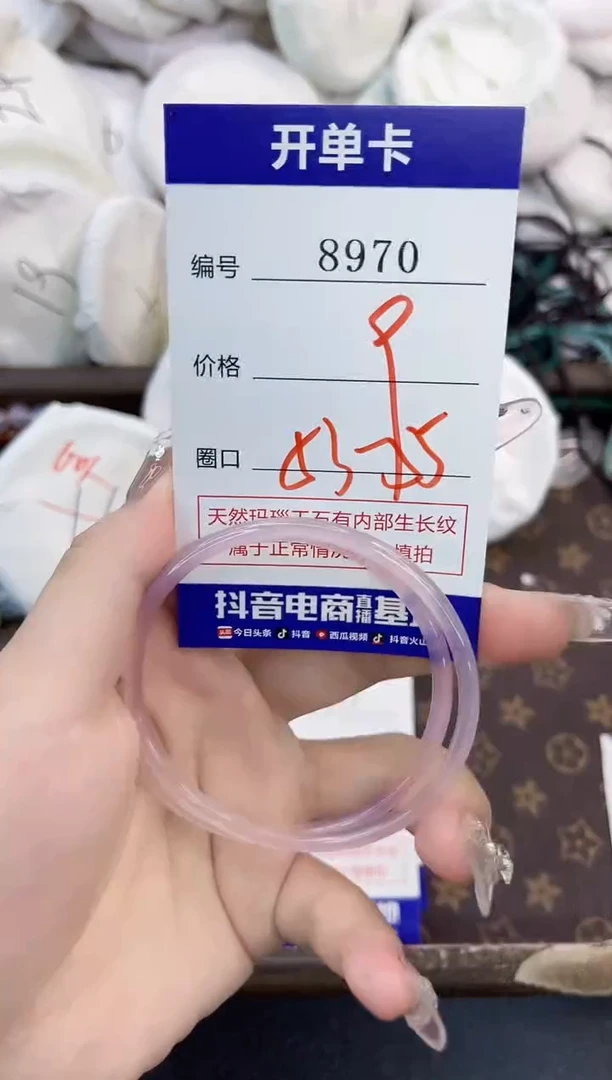 开单卡
编号 8970
价格
圈口
天然玛瑙玉石有内部生长纹
属于正常情况 慎拍
抖音电商直播基
今日头条 抖音 西瓜视频 抖音火山